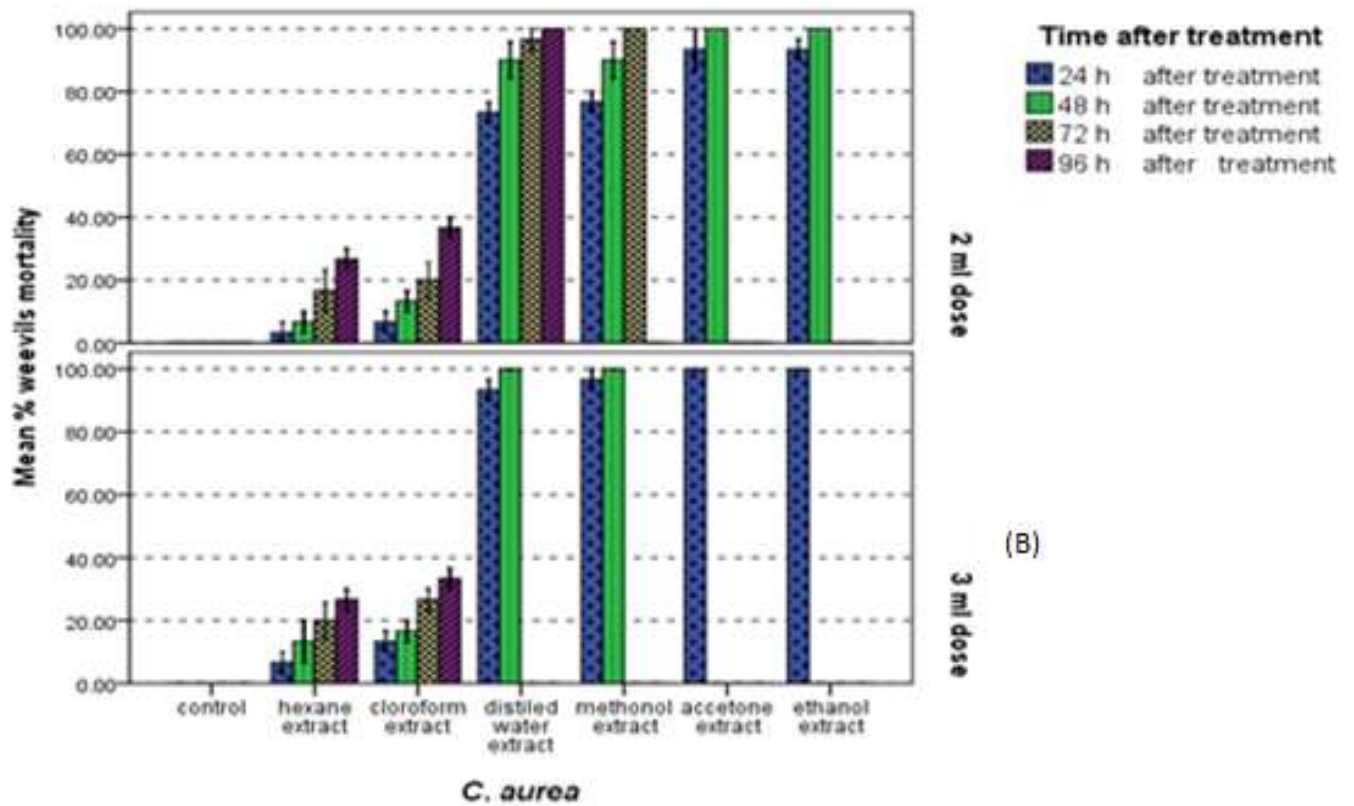 Time after treatment
24 h after treatment
48 h after treatment
72 h after treatment
96 h after treatment
Mean % weevils mortality
100.00
80.00
60.00
40.00
20.00
0.00
2 ml dose
100.00
80.00
60.00
40.00
20.00
0.00
3 ml dose
(B)
control
hexane
extract
cloroform
extract
distiled
water
extract
methonol
extract
accetone
extract
ethanol
extract
C. aurea